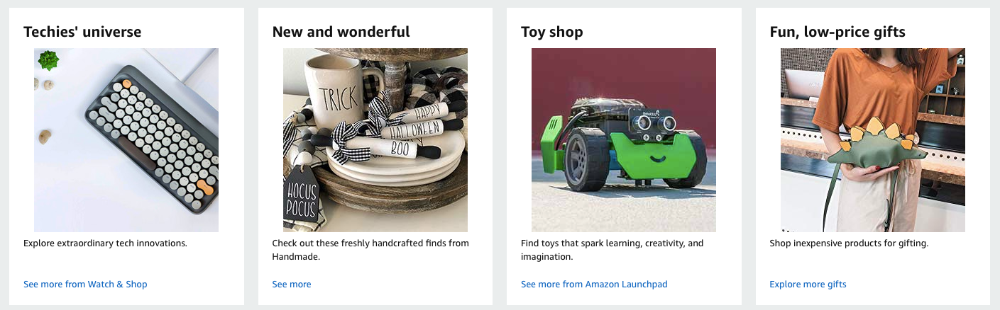 Techies' universe
Explore extraordinary tech innovations.
See more from Watch & Shop
New and wonderful
TRICK
HAPPY
HALLOWEEN
BOO
HOCUS
POCUS
Check out these freshly handcrafted finds from
Handmade.
See more
Toy shop
Find toys that spark learning, creativity, and
imagination.
See more from Amazon Launchpad
Fun, low-price gifts
Shop inexpensive products for gifting.
Explore more gifts